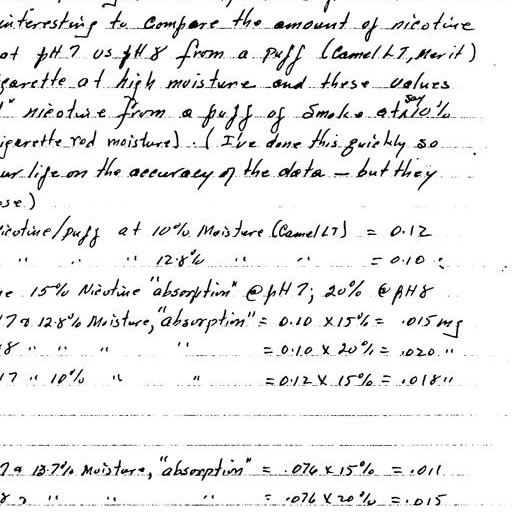 interesting to compare the amount of nicotine
at pH 7 vs pH 8 from a puff (Camel LT, Merit)
igarette at high moisture and these values
" nicotine from a puff of smoke at say 10%
igarette rod moisture). (I've done this quickly so
ur life on the accuracy of the data - but they
ose.)
icotine/puff at 10% Moisture (Camel LT) = 0.12
" " " 12.8% " " = 0.10
e 15% Nicotine "absorption" @ pH 7; 20% @ pH 8
7 @ 12.8% Moisture, "absorption" = 0.10 X 15% = .015 mg
8 " " " " = 0.10 X 20% = .020 "
7 " 10% " " = 0.12 X 15% = .018 "
7 @ 13.7% Moisture, "absorption" = .076 X 15% = .011
8 " " " = .076 X 20% = .015